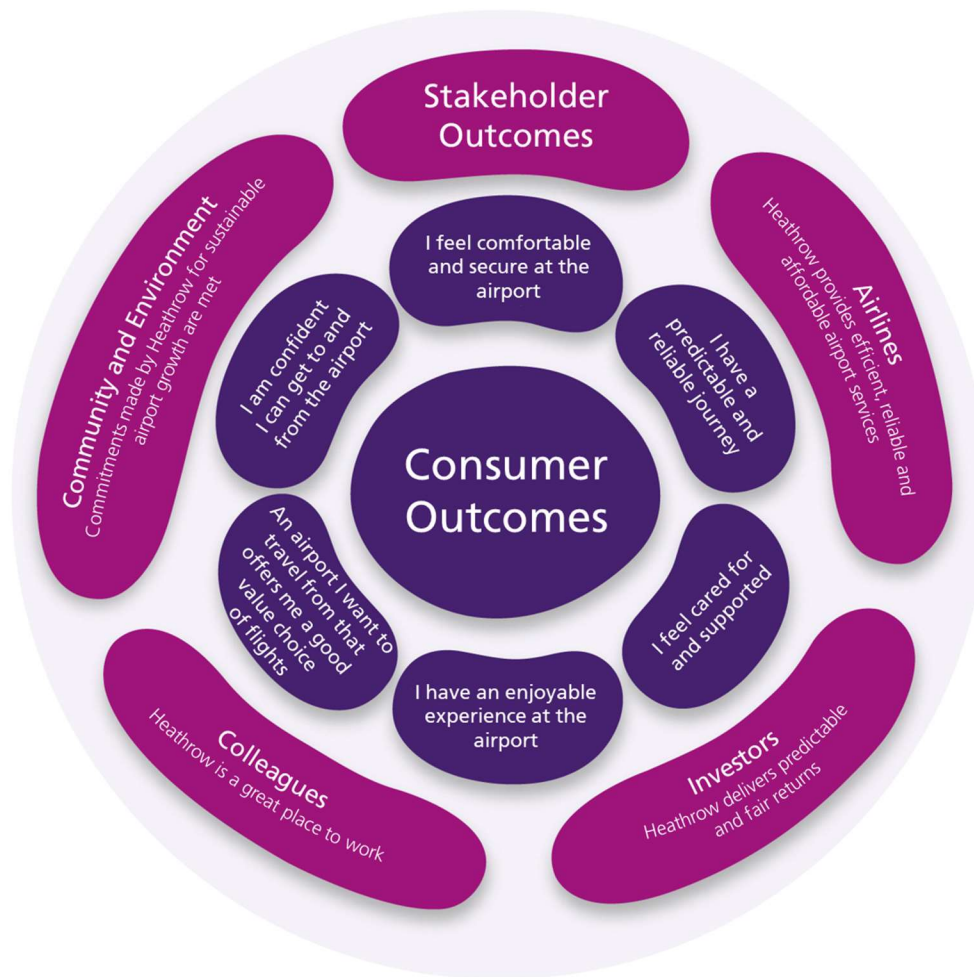 Stakeholder
Outcomes
Airlines
Heathrow provides efficient, reliable and
affordable airport services
Investors
Heathrow delivers predictable
and fair returns
Colleagues
Heathrow is a great place to work
Community and Environment
Commitments made by Heathrow for sustainable
airport growth are met
Consumer
Outcomes
I feel comfortable
and secure at the
airport
I have a
predictable and
reliable journey
I feel cared for
and supported
I have an enjoyable
experience at the
airport
An airport I want to
travel from that
offers me a good
value choice
of flights
I am confident
I can get to and
from the airport